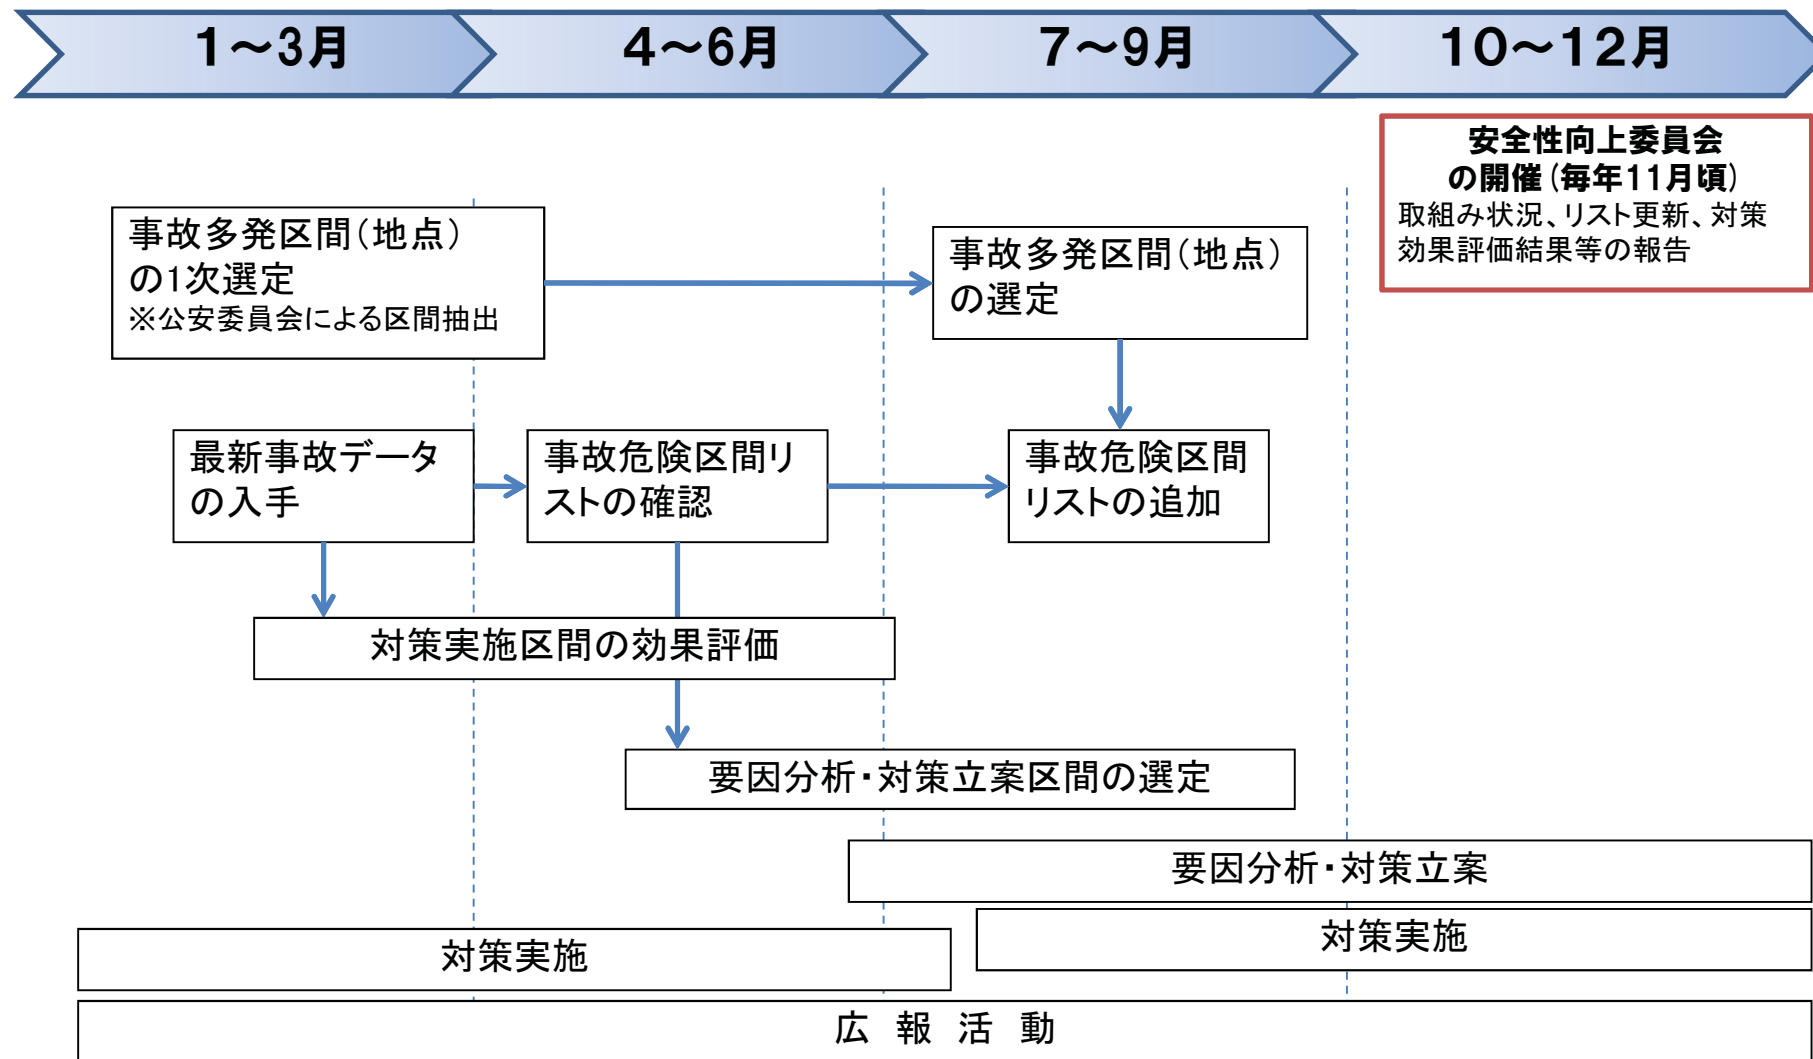 1～3月
4～6月
7～9月
10～12月
安全性向上委員会
の開催（毎年11月頃）
取組み状況、リスト更新、対策
効果評価結果等の報告
事故多発区間（地点）
の1次選定
※公安委員会による区間抽出
事故多発区間（地点）
の選定
最新事故データ
の入手
事故危険区間リ
ストの確認
事故危険区間
リストの追加
対策実施区間の効果評価
要因分析・対策立案区間の選定
要因分析・対策立案
対策実施
対策実施
広　報　活　動